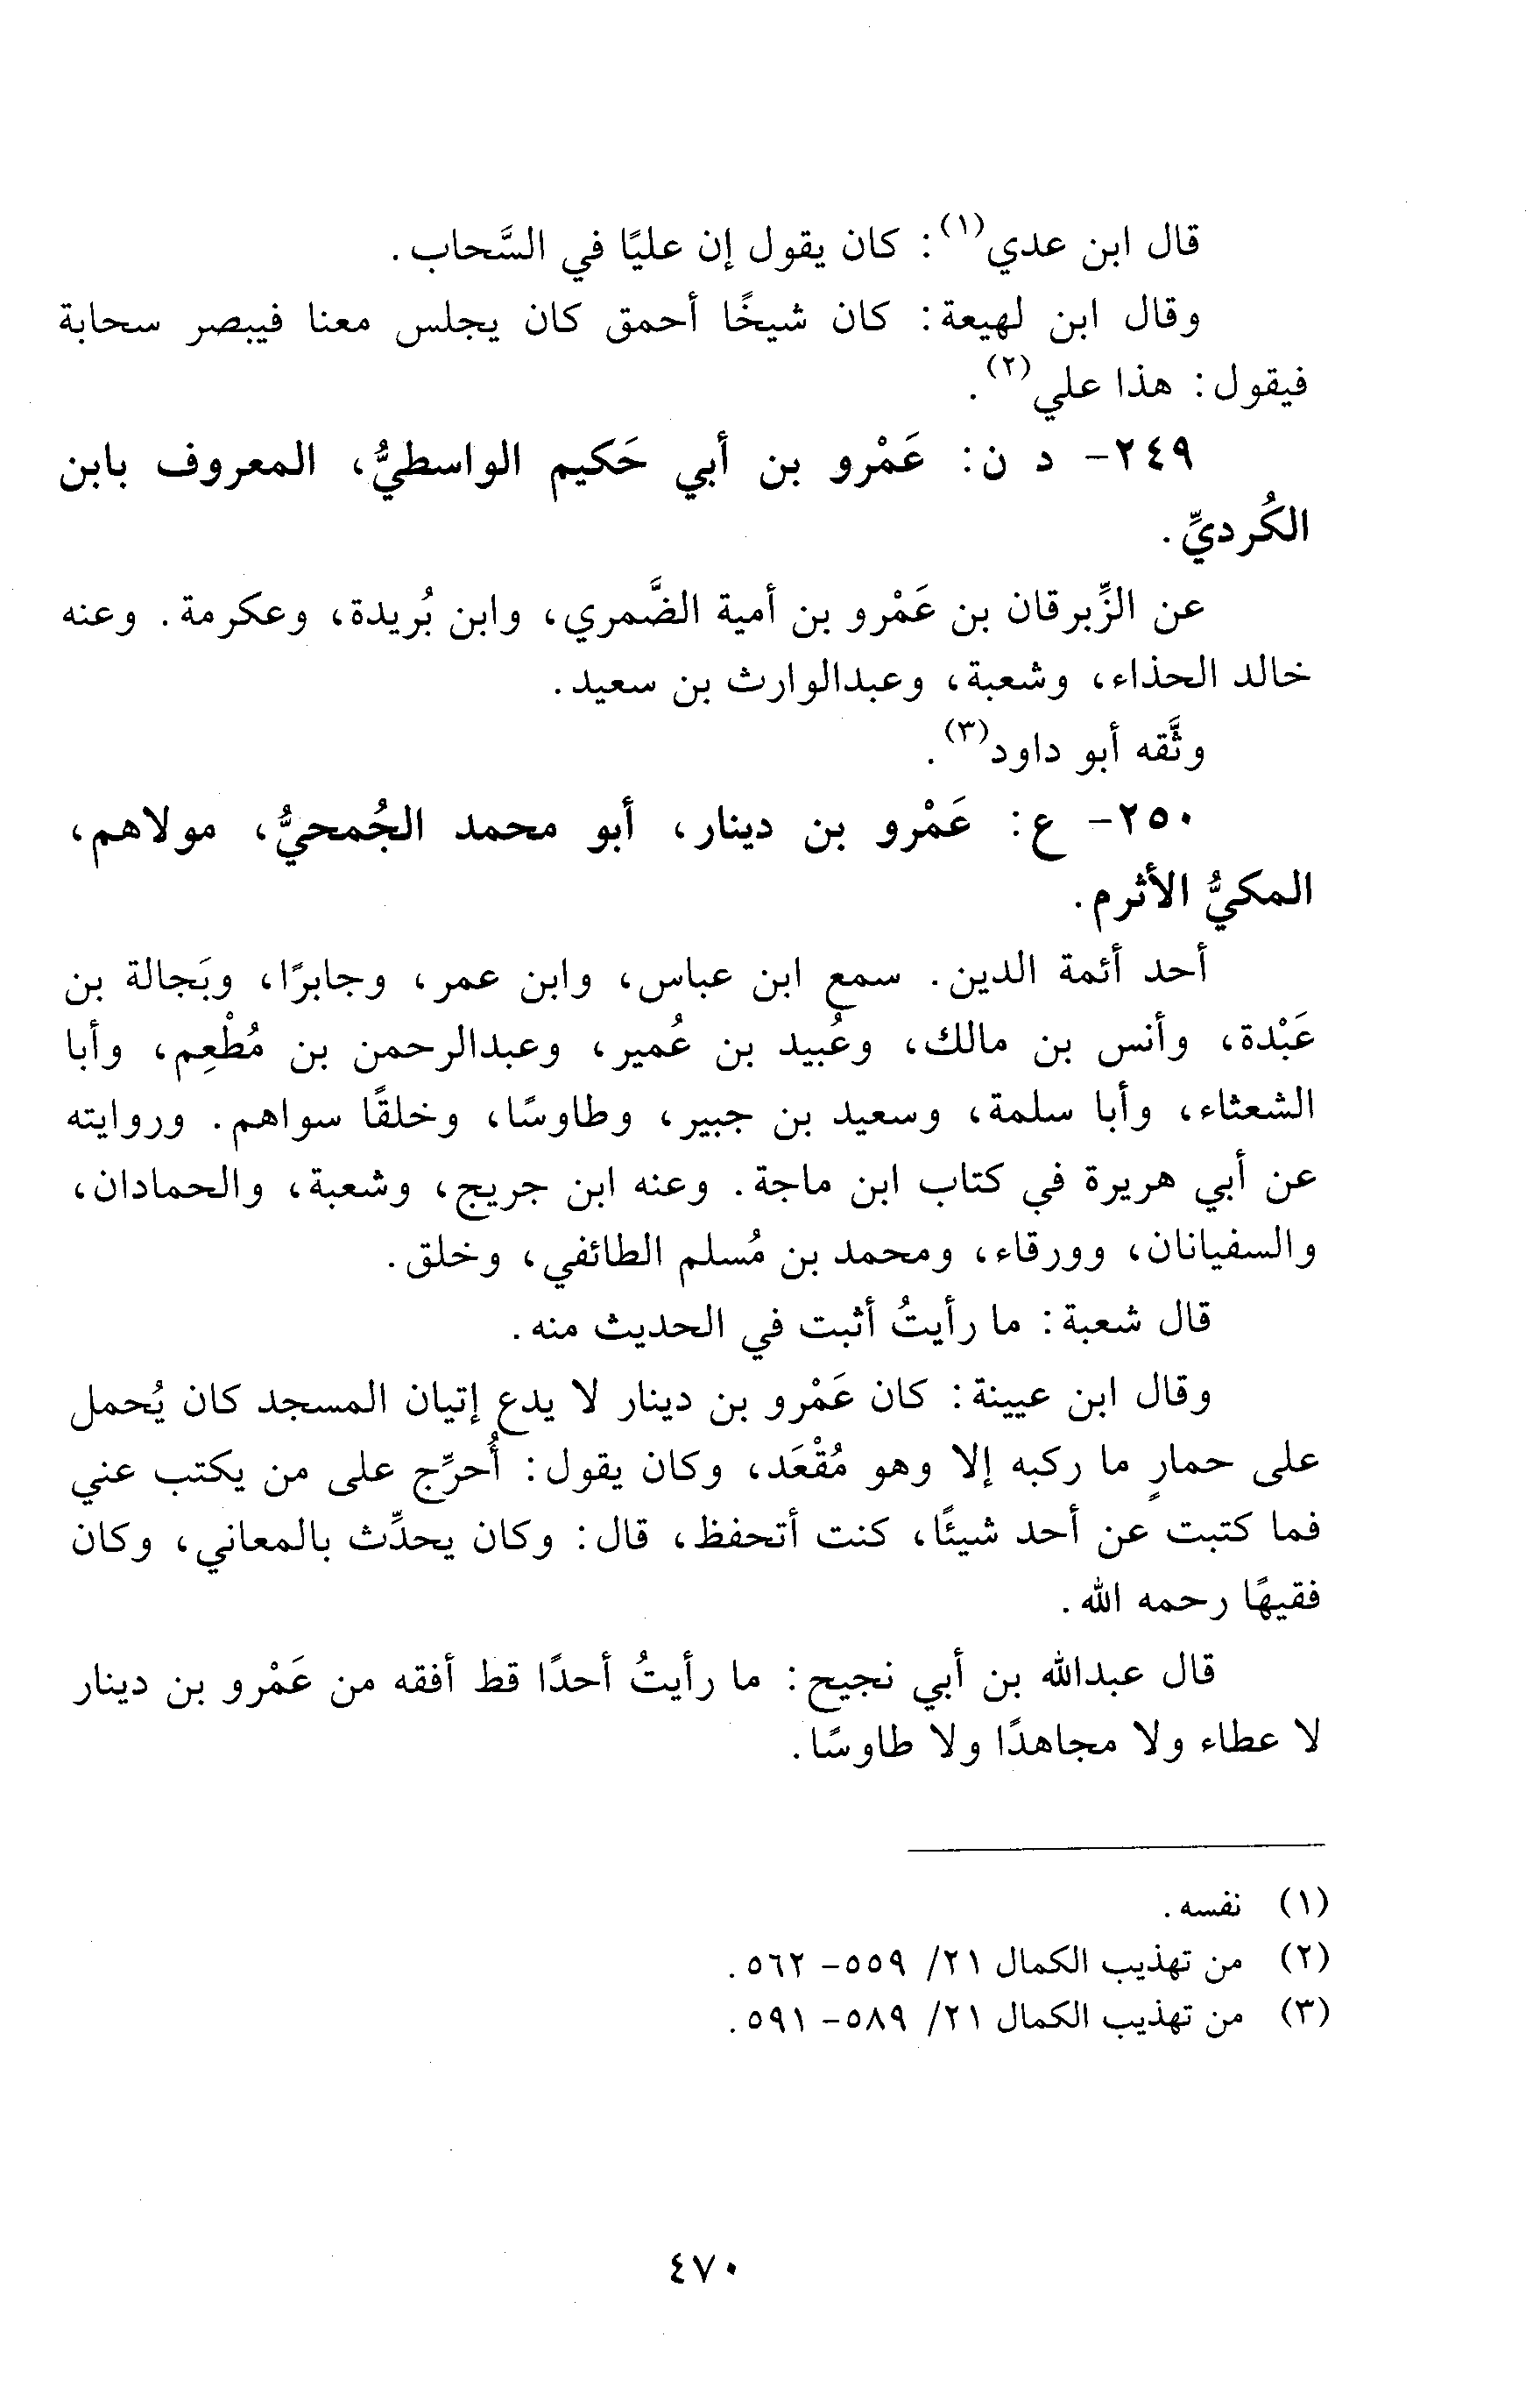 قال ابن عدي(١): كان يقول إن عليًا في السَّحاب.
وقال ابن لهيعة: كان شيخًا أحمق كان يجلس معنا فيبصر سحابة
فيقول: هذا علي(٢).
٢٤٩- د ن: عَمْرو بن أبي حَكيم الواسطيُّ، المعروف بابن
الكُرديِّ.
عن الزِّبرقان بن عَمْرو بن أمية الضَّمري، وابن بُريدة، وعكرمة. وعنه
خالد الحذاء، وشعبة، وعبدالوارث بن سعيد.
وثَّقه أبو داود(٣).
٢٥٠- ع: عَمْرو بن دينار، أبو محمد الجُمحيُّ، مولاهم،
المكيُّ الأثرم.
أحد أئمة الدين. سمع ابن عباس، وابن عمر، وجابرًا، وبَجالة بن
عَبْدة، وأنس بن مالك، وعُبيد بن عُمير، وعبدالرحمن بن مُطْعِم، وأبا
الشعثاء، وأبا سلمة، وسعيد بن جبير، وطاوسًا، وخلقًا سواهم. وروايته
عن أبي هريرة في كتاب ابن ماجة. وعنه ابن جريج، وشعبة، والحمادان،
والسفيانان، وورقاء، ومحمد بن مُسلم الطائفي، وخلق.
قال شعبة: ما رأيتُ أثبت في الحديث منه.
وقال ابن عيينة: كان عَمْرو بن دينار لا يدع إتيان المسجد كان يُحمل
على حمارٍ ما ركبه إلا وهو مُقْعَد، وكان يقول: أُحرِّج على من يكتب عني
فما كتبت عن أحد شيئًا، كنت أتحفظ، قال: وكان يحدِّث بالمعاني، وكان
فقيهًا رحمه الله.
قال عبدالله بن أبي نجيح: ما رأيتُ أحدًا قط أفقه من عَمْرو بن دينار
لا عطاء ولا مجاهدًا ولا طاوسًا.
(١) نفسه.
(٢) من تهذيب الكمال ٢١/ ٥٥٩- ٥٦٢.
(٣) من تهذيب الكمال ٢١/ ٥٨٩- ٥٩١.
٤٧٠